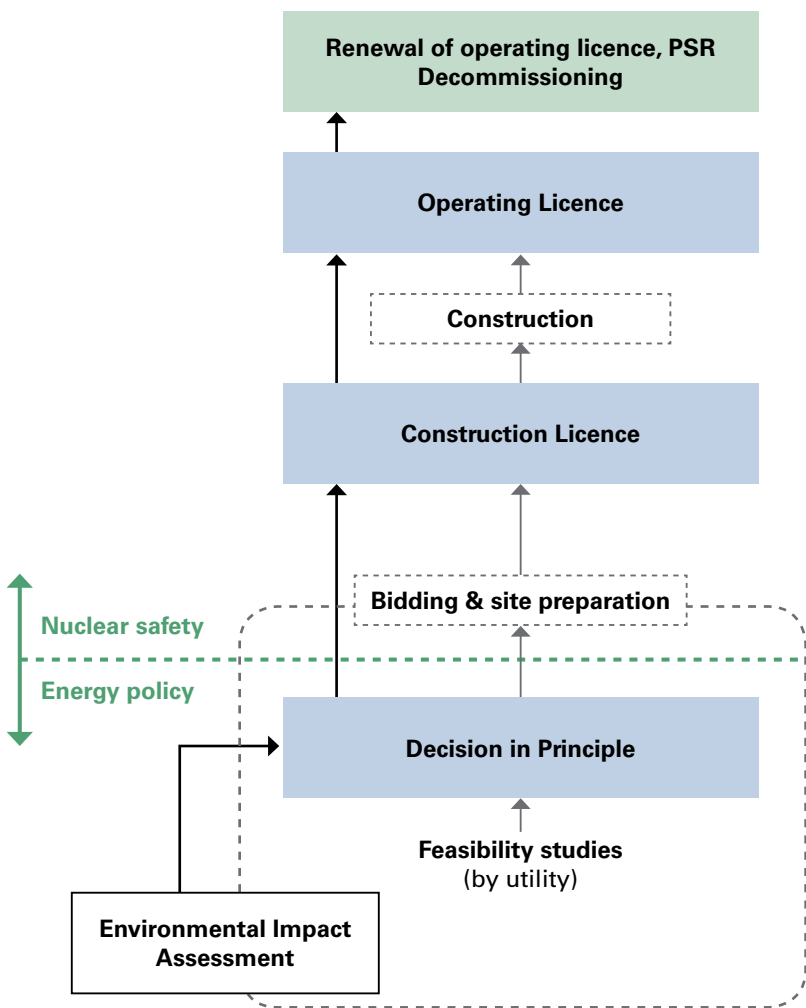 Renewal of operating licence, PSR
Decommissioning
Operating Licence
Construction
Construction Licence
Bidding & site preparation
Nuclear safety
Energy policy
Decision in Principle
Feasibility studies
(by utility)
Environmental Impact
Assessment